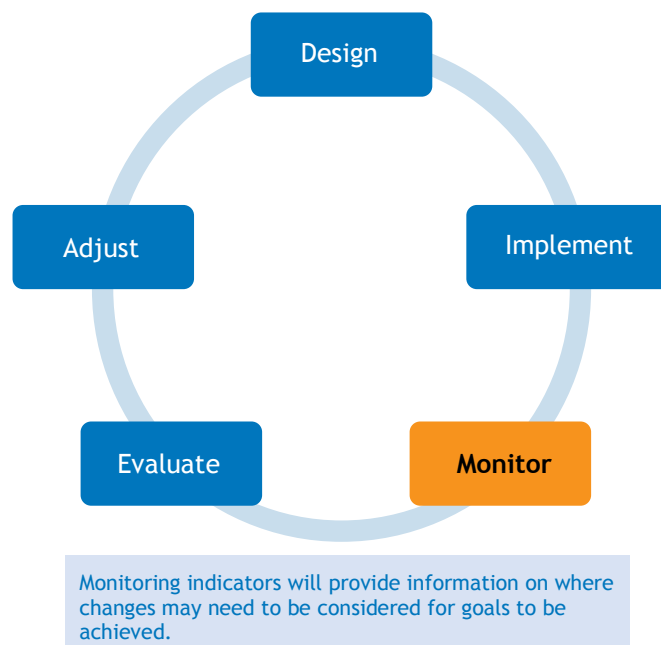 Design
Adjust
Implement
Evaluate
Monitor
Monitoring indicators will provide information on where
changes may need to be considered for goals to be
achieved.